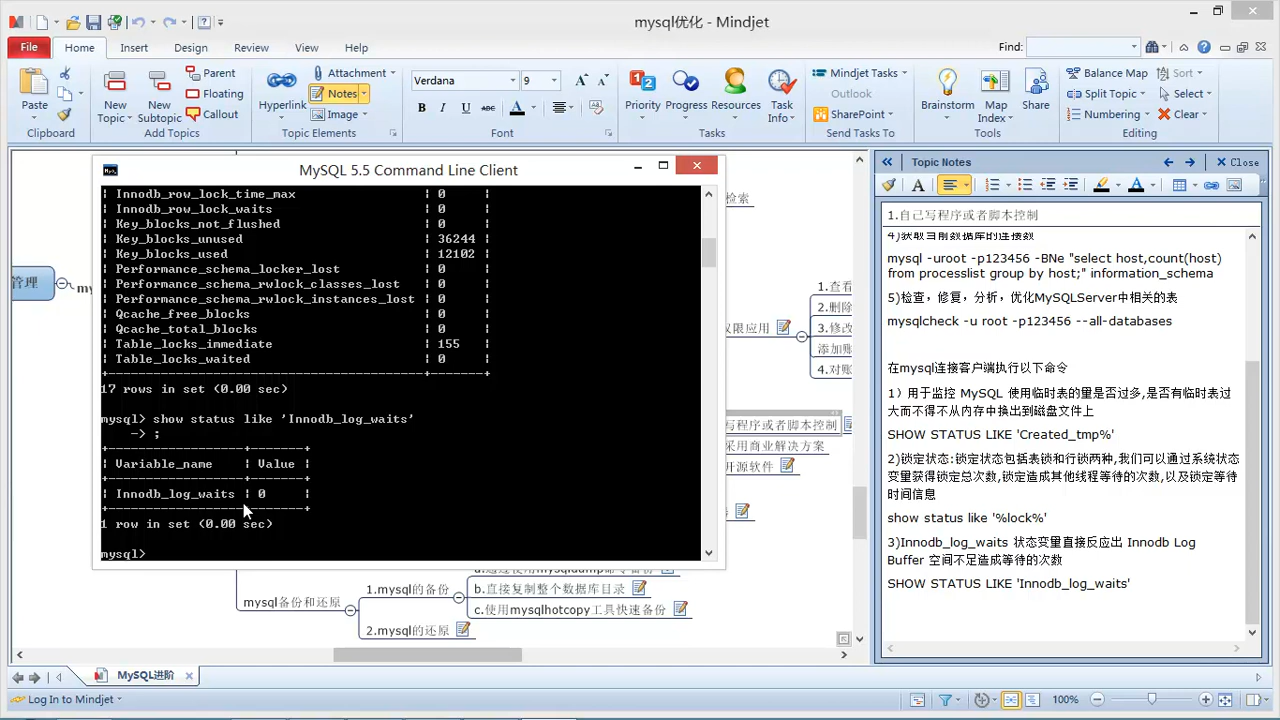 mysql优化 - Mindjet
File Home Insert Design Review View Help Find:
Paste
Clipboard
New Topic
New Subtopic
Parent
Floating
Callout
Add Topics
Hyperlink
Attachment
Notes
Image
Topic Elements
Verdana 9
B I U abc A
Font
Priority
Progress
Resources
Task Info
Tasks
Mindjet Tasks
Outlook
SharePoint
Send Tasks To
Brainstorm
Map Index
Share
Tools
Balance Map
Split Topic
Numbering
Sort
Select
Clear
Editing
MySQL 5.5 Command Line Client
| Innodb_row_lock_time_max | 0 |
| Innodb_row_lock_waits | 0 |
| Key_blocks_not_flushed | 0 |
| Key_blocks_unused | 36244 |
| Key_blocks_used | 12102 |
| Performance_schema_locker_lost | 0 |
| Performance_schema_rwlock_classes_lost | 0 |
| Performance_schema_rwlock_instances_lost | 0 |
| Qcache_free_blocks | 0 |
| Qcache_total_blocks | 0 |
| Table_locks_immediate | 155 |
| Table_locks_waited | 0 |
17 rows in set (0.00 sec)
mysql> show status like 'Innodb_log_waits'
-> ;
| Variable_name | Value |
| Innodb_log_waits | 0 |
1 row in set (0.00 sec)
mysql>
管理
my
检索
1.查看
2.删除
权限应用
3.修改
添加账
4.对账
写程序或者脚本控制
采用商业解决方案
开源软件
mysql备份和还原
1.mysql的备份
a.通过使用mysqldump命令备份
b.直接复制整个数据库目录
c.使用mysqlhotcopy工具快速备份
2.mysql的还原
Topic Notes
Close
1.自己写程序或者脚本控制
4)获取当前数据库的连接数
mysql -uroot -p123456 -BNe "select host,count(host)
from processlist group by host;" information_schema
5)检查，修复，分析，优化MySQLServer中相关的表
mysqlcheck -u root -p123456 --all-databases
在mysql连接客户端执行以下命令
1）用于监控 MySQL 使用临时表的量是否过多,是否有临时表过
大而不得不从内存中换出到磁盘文件上
SHOW STATUS LIKE 'Created_tmp%'
2)锁定状态:锁定状态包括表锁和行锁两种,我们可以通过系统状态
变量获得锁定总次数,锁定造成其他线程等待的次数,以及锁定等待
时间信息
show status like '%lock%'
3)Innodb_log_waits 状态变量直接反应出 Innodb Log
Buffer 空间不足造成等待的次数
SHOW STATUS LIKE 'Innodb_log_waits'
MySQL进阶
Log In to Mindjet
100%